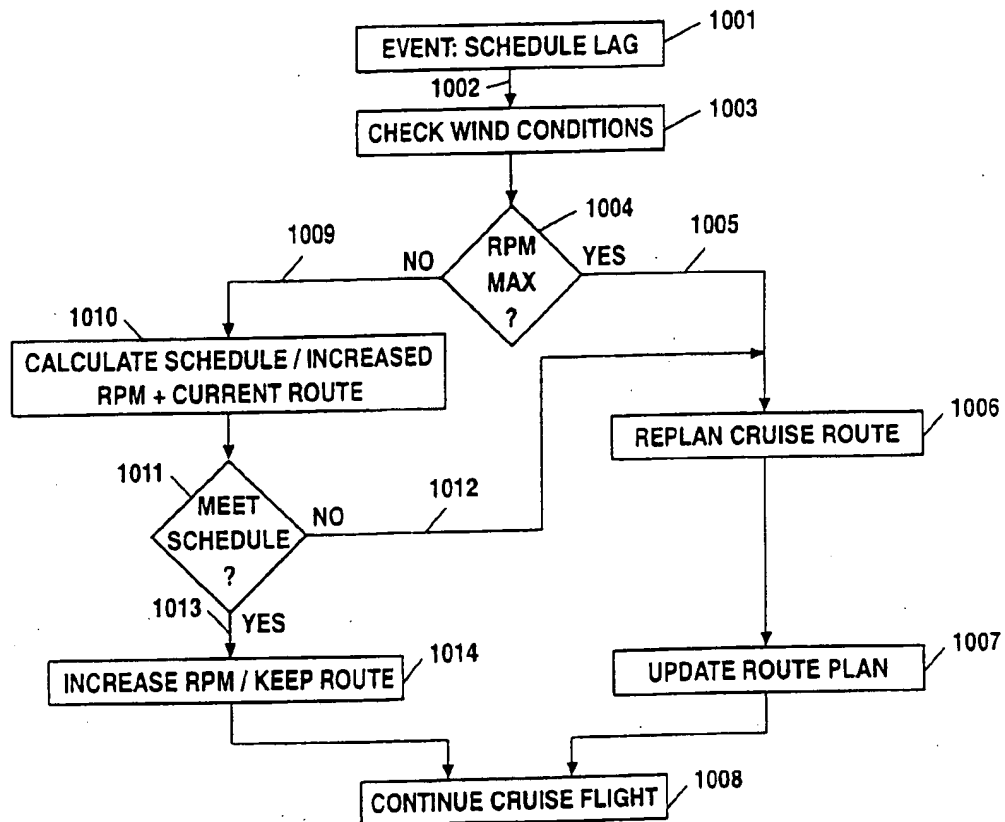 EVENT: SCHEDULE LAG
1001
1002
CHECK WIND CONDITIONS
1003
RPM
MAX
?
1004
NO
1009
YES
1005
1010
CALCULATE SCHEDULE / INCREASED
RPM + CURRENT ROUTE
REPLAN CRUISE ROUTE
1006
1011
MEET
SCHEDULE
?
NO
1012
1013
YES
INCREASE RPM / KEEP ROUTE
1014
UPDATE ROUTE PLAN
1007
CONTINUE CRUISE FLIGHT
1008